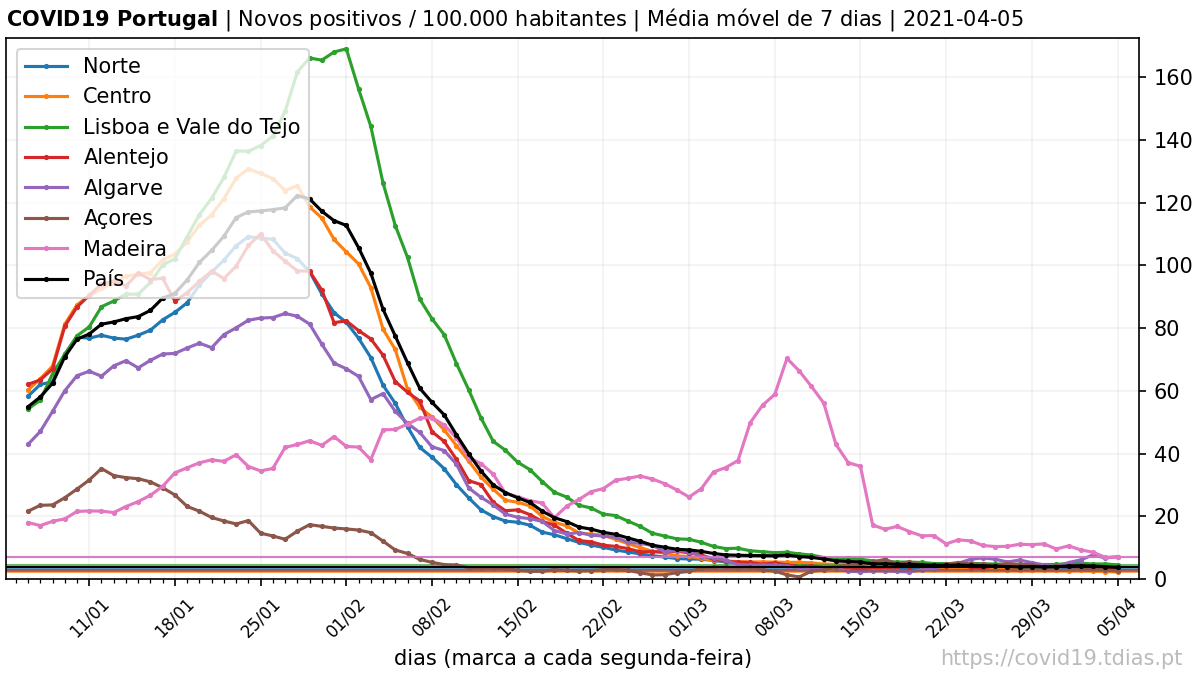 COVID19 Portugal | Novos positivos / 100.000 habitantes | Média móvel de 7 dias | 2021-04-05
Norte
Centro
Lisboa e Vale do Tejo
Alentejo
Algarve
Açores
Madeira
País
160
140
120
100
80
60
40
20
0
11/01
18/01
25/01
01/02
08/02
15/02
22/02
01/03
08/03
15/03
22/03
29/03
05/04
dias (marca a cada segunda-feira)
https://covid19.tdias.pt